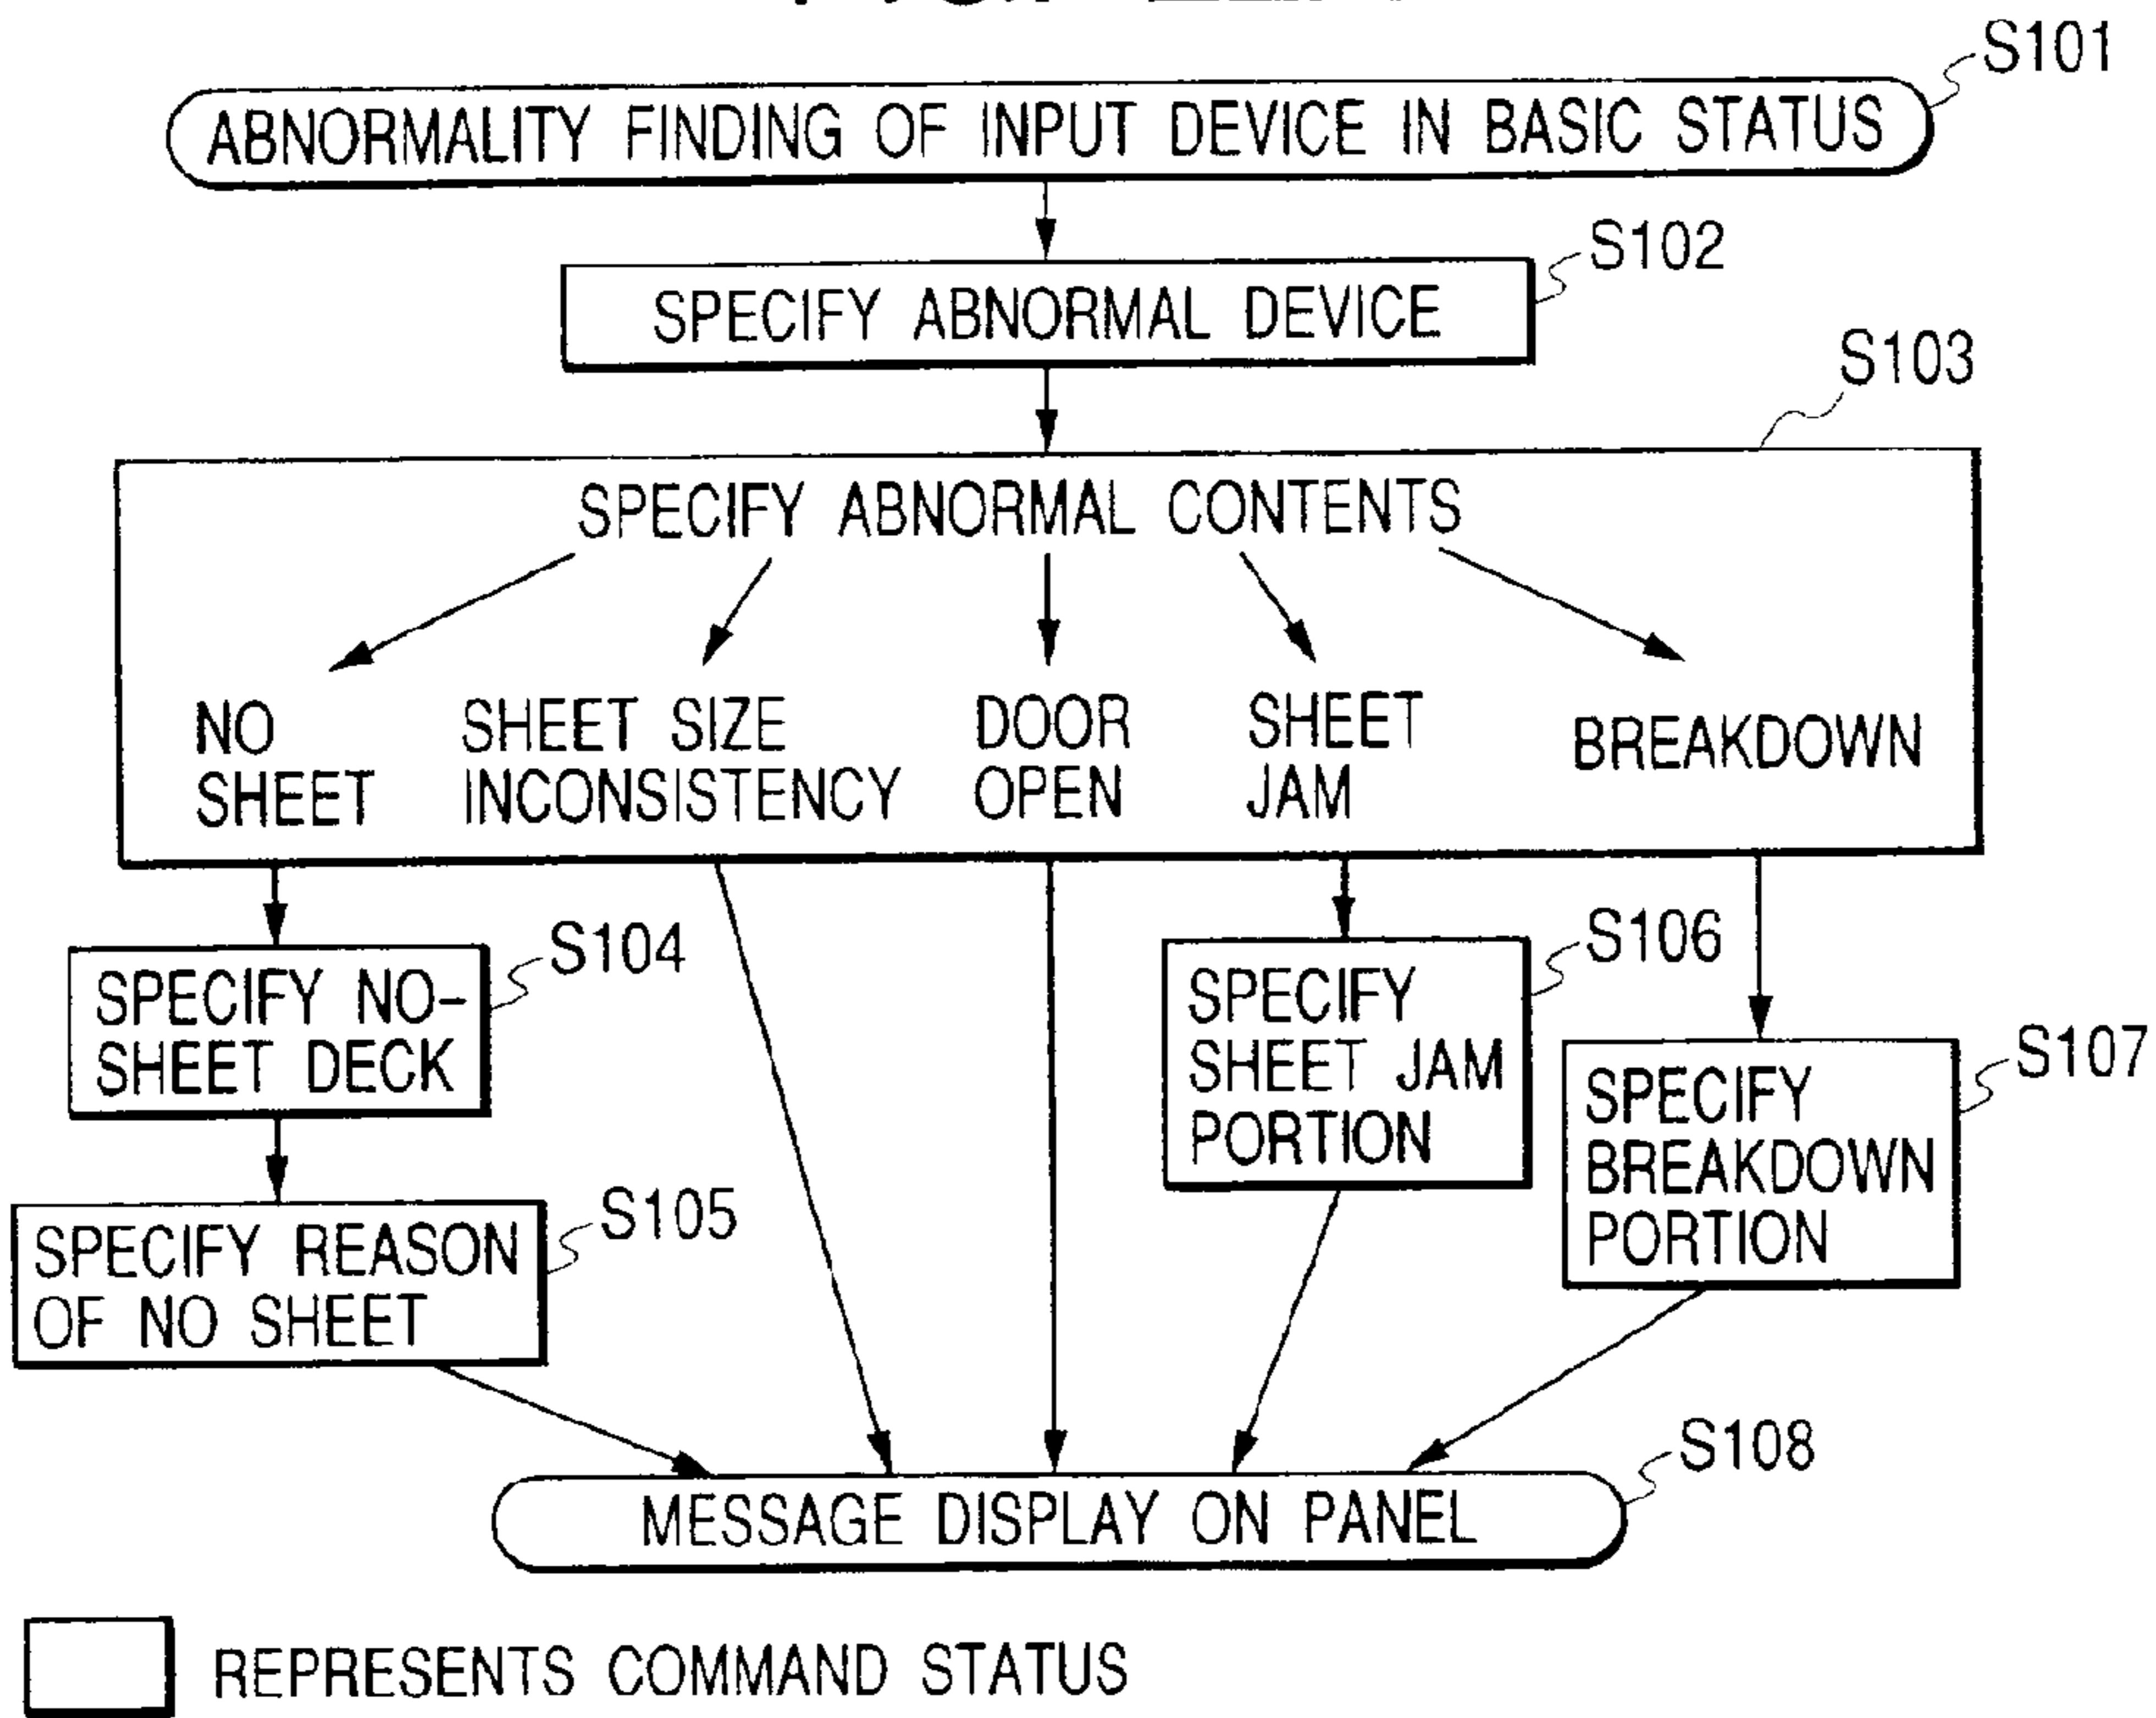 S101
ABNORMALITY FINDING OF INPUT DEVICE IN BASIC STATUS
S102
SPECIFY ABNORMAL DEVICE
S103
SPECIFY ABNORMAL CONTENTS
NO
SHEET
SHEET SIZE
INCONSISTENCY
DOOR
OPEN
SHEET
JAM
BREAKDOWN
S104
SPECIFY NO-
SHEET DECK
S105
SPECIFY REASON
OF NO SHEET
S106
SPECIFY
SHEET JAM
PORTION
S107
SPECIFY
BREAKDOWN
PORTION
S108
MESSAGE DISPLAY ON PANEL
REPRESENTS COMMAND STATUS